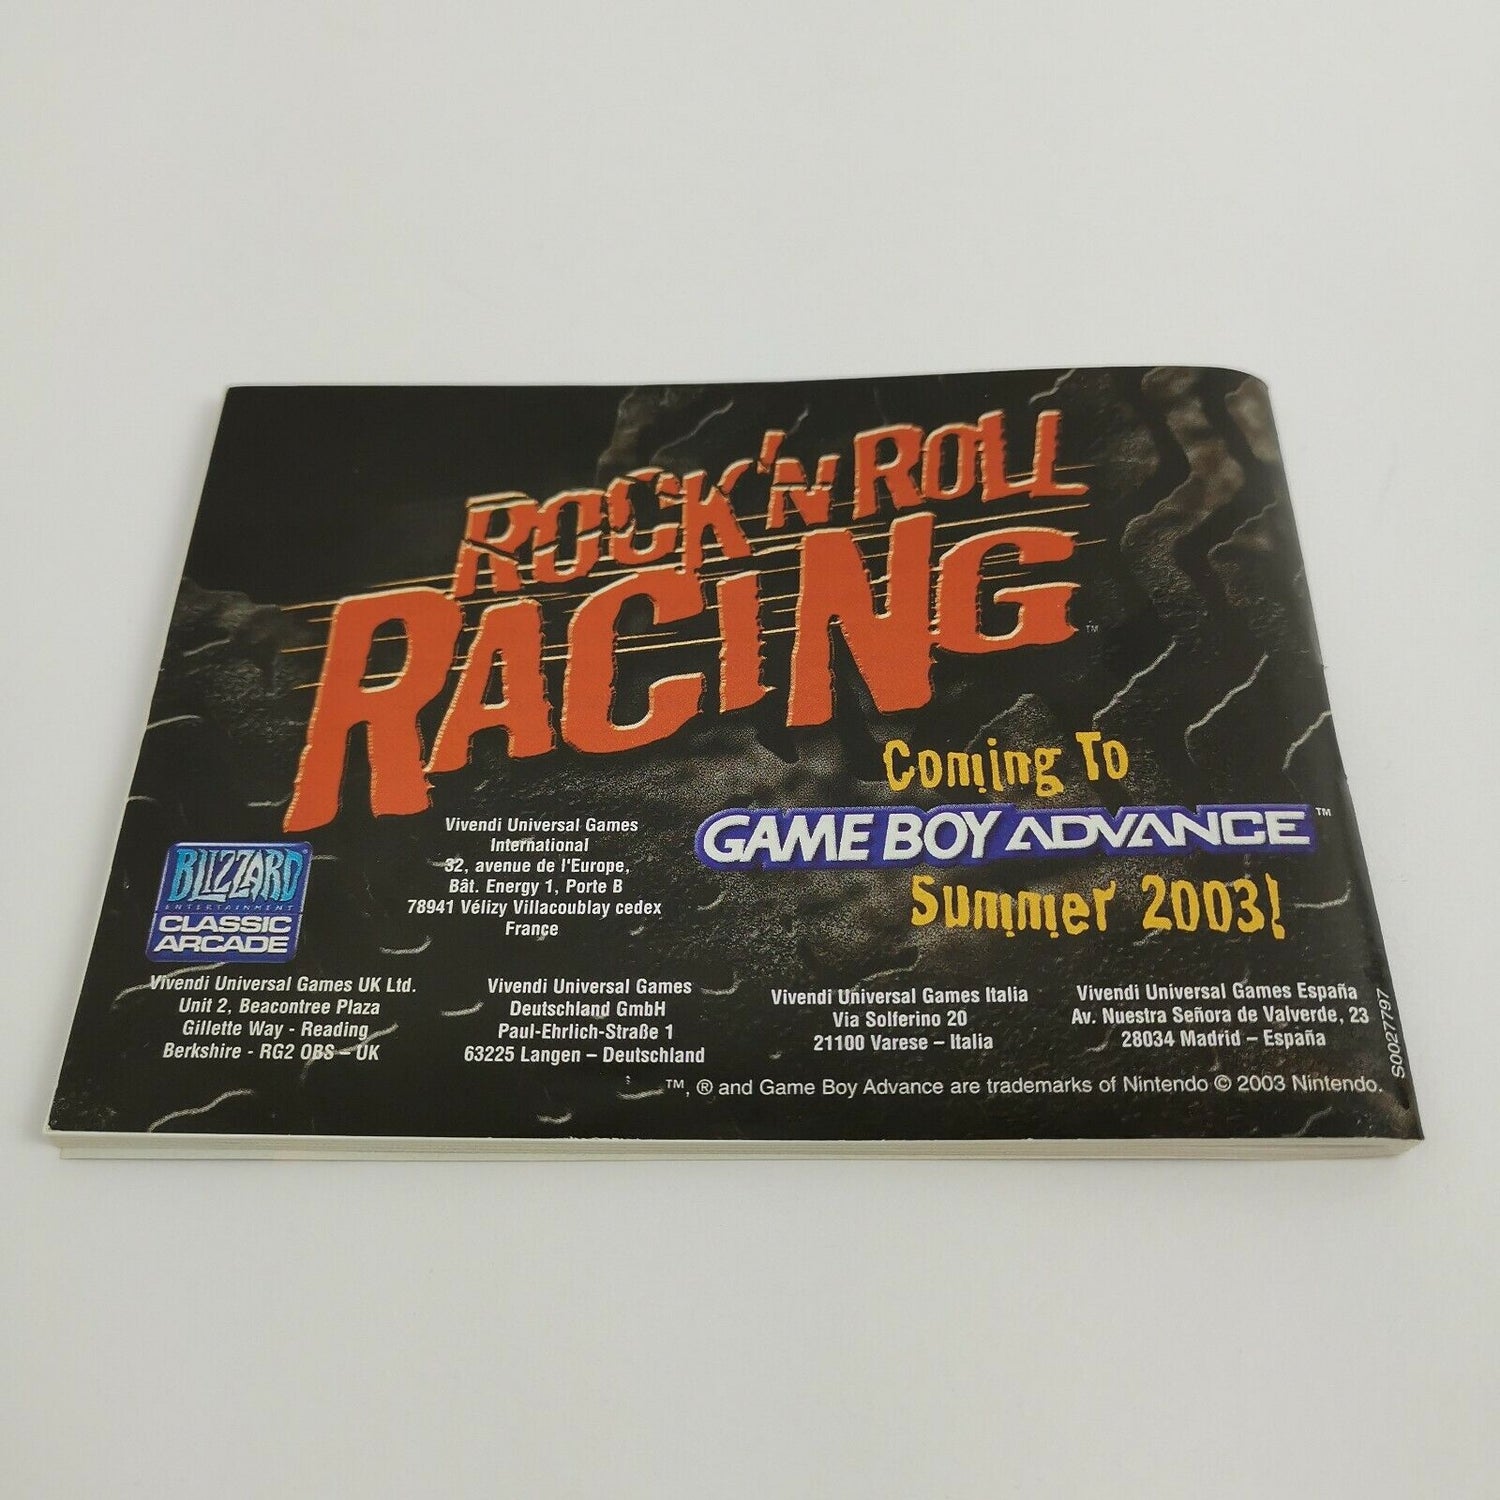 ROCK'N ROLL
RACING™
Coming To
GAME BOY ADVANCE™
Summer 2003!
BLIZZARD
ENTERTAINMENT
CLASSIC
ARCADE
Vivendi Universal Games
International
32, avenue de l'Europe,
Bât. Energy 1, Porte B
78941 Vélizy Villacoublay cedex
France
Vivendi Universal Games UK Ltd.
Unit 2, Beacontree Plaza
Gillette Way - Reading
Berkshire - RG2 OBS – UK
Vivendi Universal Games
Deutschland GmbH
Paul-Ehrlich-Straße 1
63225 Langen – Deutschland
Vivendi Universal Games Italia
Via Solferino 20
21100 Varese – Italia
Vivendi Universal Games España
Av. Nuestra Señora de Valverde, 23
28034 Madrid – España
S0027797
™, ® and Game Boy Advance are trademarks of Nintendo © 2003 Nintendo.